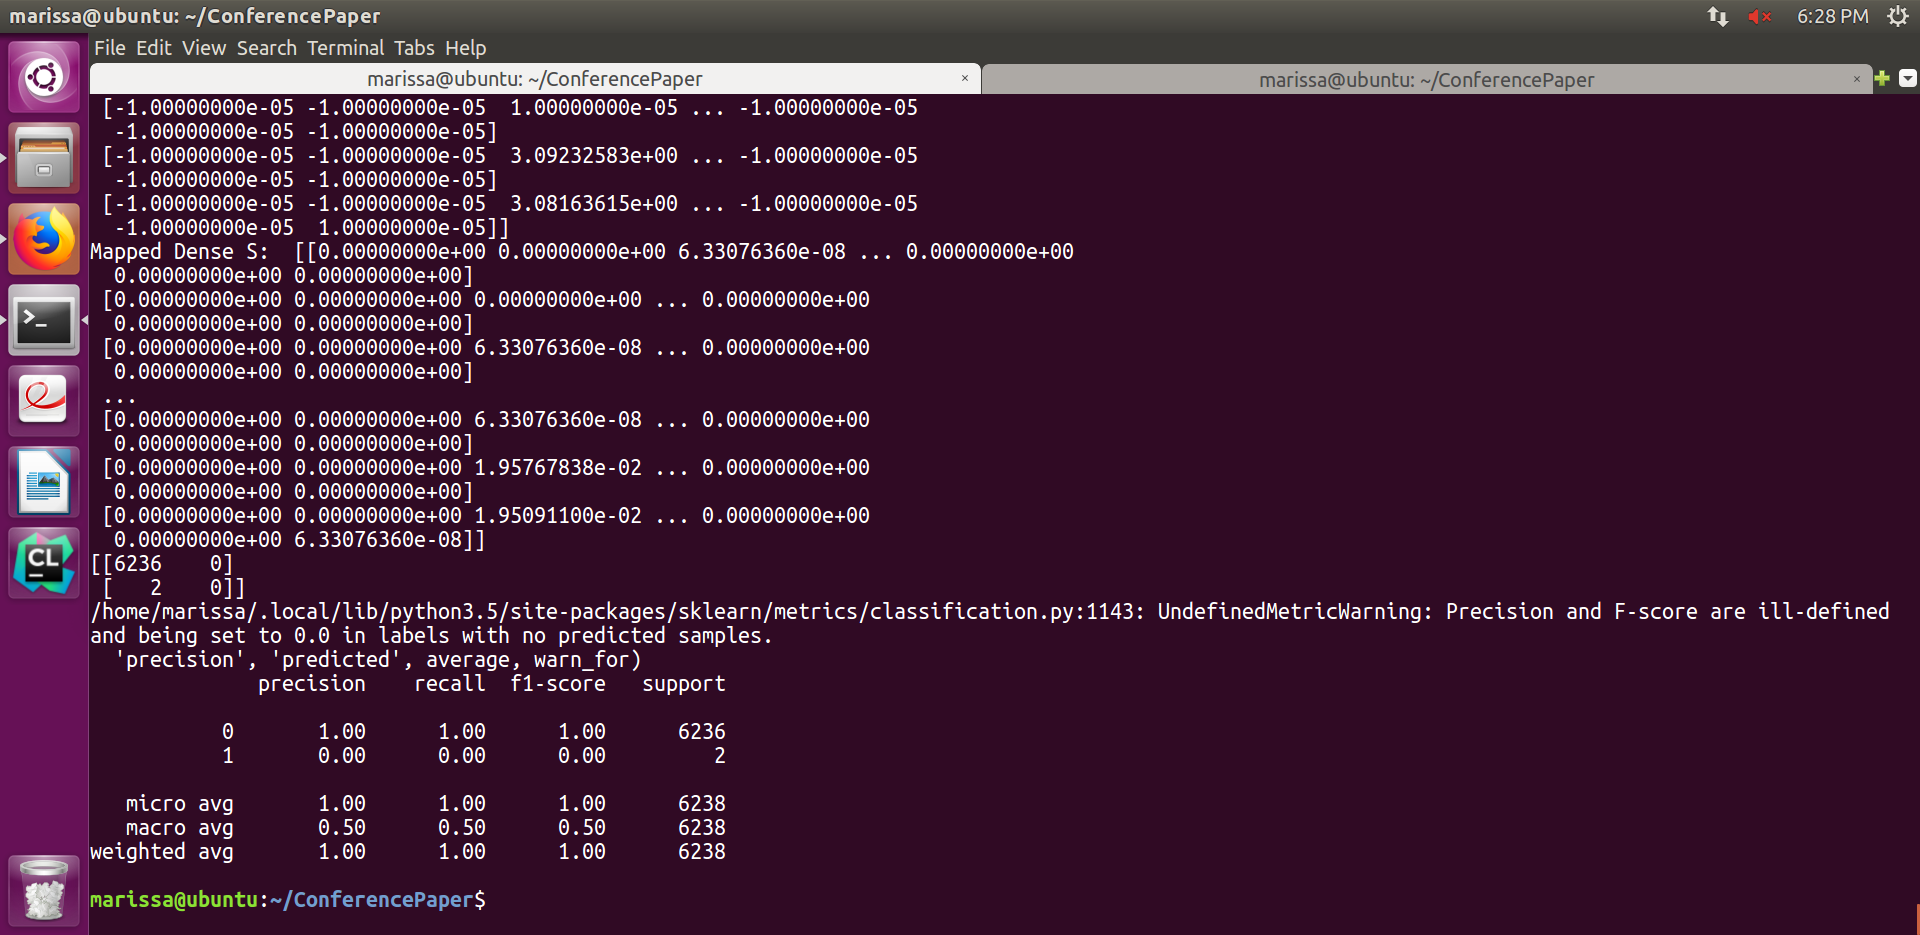 marissa@ubuntu: ~/ConferencePaper
6:28 PM
File Edit View Search Terminal Tabs Help
marissa@ubuntu: ~/ConferencePaper × marissa@ubuntu: ~/ConferencePaper ×
[-1.00000000e-05 -1.00000000e-05  1.00000000e-05 ... -1.00000000e-05
-1.00000000e-05 -1.00000000e-05]
[-1.00000000e-05 -1.00000000e-05  3.09232583e+00 ... -1.00000000e-05
-1.00000000e-05 -1.00000000e-05]
[-1.00000000e-05 -1.00000000e-05  3.08163615e+00 ... -1.00000000e-05
-1.00000000e-05  1.00000000e-05]]
Mapped Dense S:  [[0.00000000e+00 0.00000000e+00 6.33076360e-08 ... 0.00000000e+00
0.00000000e+00 0.00000000e+00]
[0.00000000e+00 0.00000000e+00 0.00000000e+00 ... 0.00000000e+00
0.00000000e+00 0.00000000e+00]
[0.00000000e+00 0.00000000e+00 6.33076360e-08 ... 0.00000000e+00
0.00000000e+00 0.00000000e+00]
...
[0.00000000e+00 0.00000000e+00 6.33076360e-08 ... 0.00000000e+00
0.00000000e+00 0.00000000e+00]
[0.00000000e+00 0.00000000e+00 1.95767838e-02 ... 0.00000000e+00
0.00000000e+00 0.00000000e+00]
[0.00000000e+00 0.00000000e+00 1.95091100e-02 ... 0.00000000e+00
0.00000000e+00 6.33076360e-08]]
[[6236    0]
[   2    0]]
/home/marissa/.local/lib/python3.5/site-packages/sklearn/metrics/classification.py:1143: UndefinedMetricWarning: Precision and F-score are ill-defined
and being set to 0.0 in labels with no predicted samples.
'precision', 'predicted', average, warn_for)
precision    recall  f1-score   support
0       1.00      1.00      1.00      6236
1       0.00      0.00      0.00         2
micro avg       1.00      1.00      1.00      6238
macro avg       0.50      0.50      0.50      6238
weighted avg       1.00      1.00      1.00      6238
marissa@ubuntu:~/ConferencePaper$
>_
CL